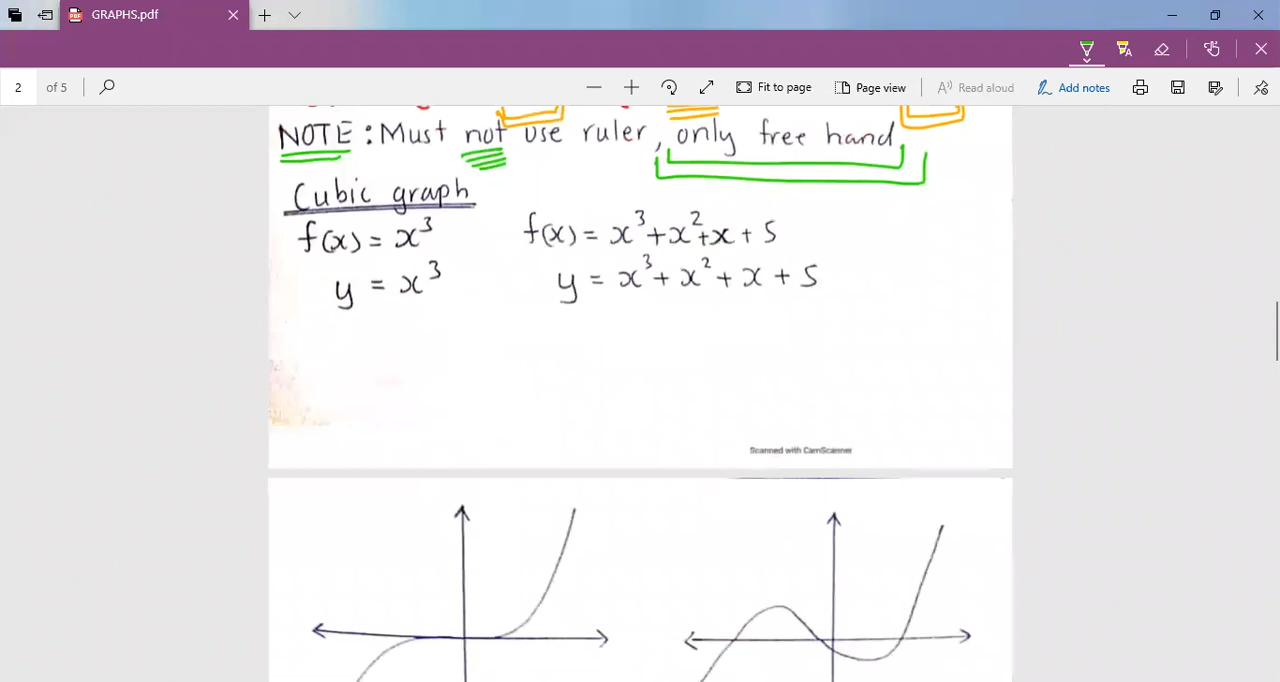 GRAPHS.pdf
2 of 5
Fit to page
Page view
Read aloud
Add notes
NOTE : Must not use ruler, only free hand
Cubic graph
f(x) = x³
f(x) = x³+x²+x + 5
y = x³
y = x³ + x² + x + 5
Scanned with CamScanner